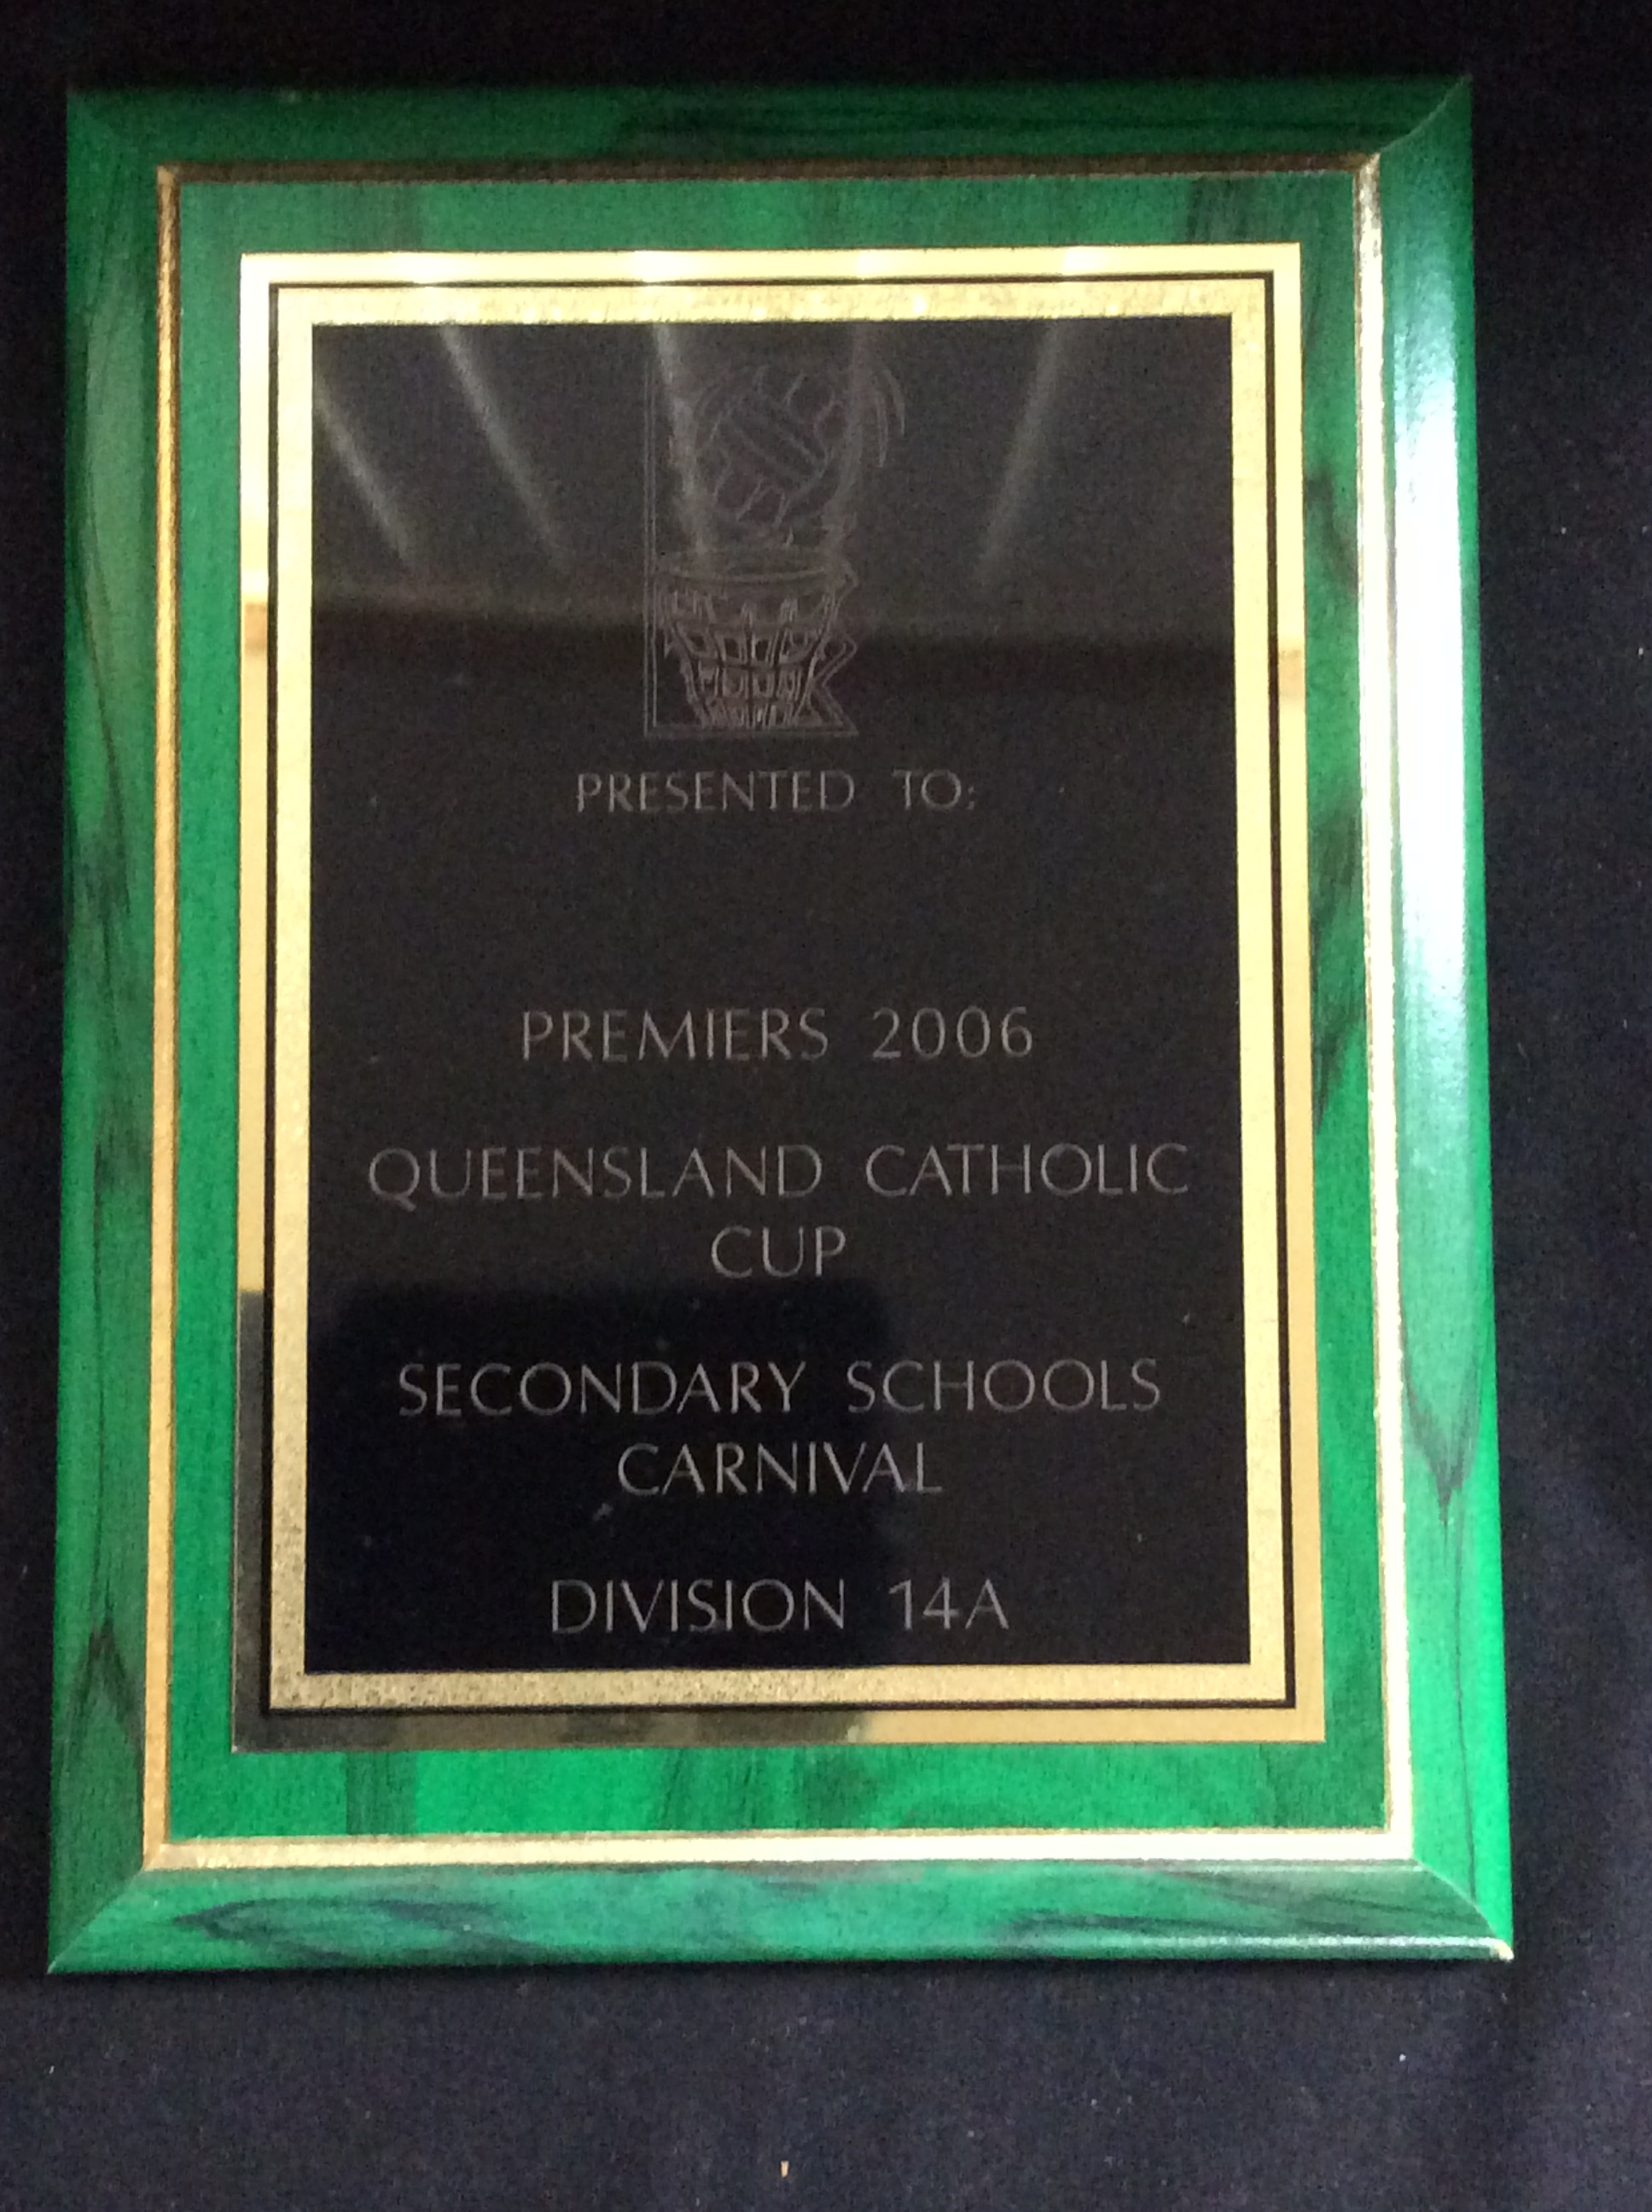 PRESENTED TO:
PREMIERS 2006
QUEENSLAND CATHOLIC
CUP
SECONDARY SCHOOLS
CARNIVAL
DIVISION 14A